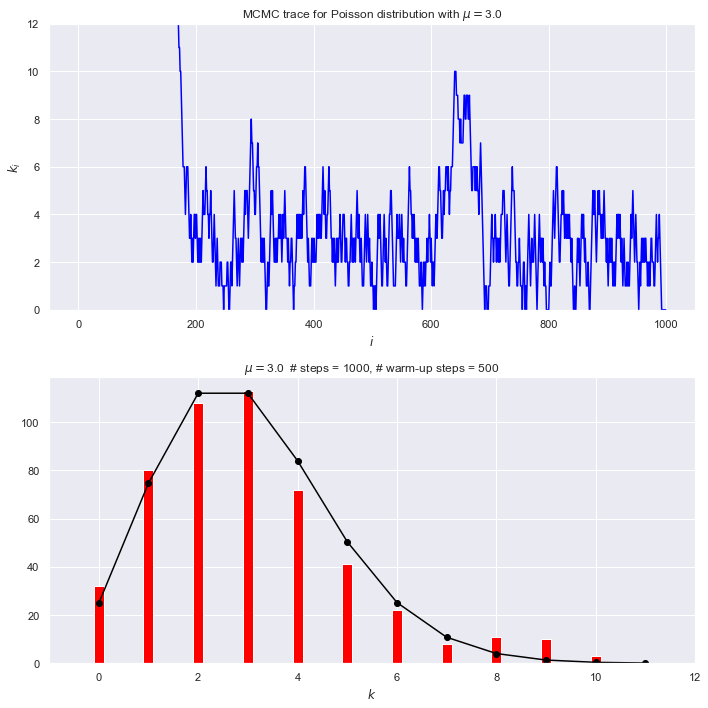 MCMC trace for Poisson distribution with μ = 3.0
12
10
8
6
4
2
0
kᵢ
0 200 400 600 800 1000
i
μ = 3.0 # steps = 1000, # warm-up steps = 500
100
80
60
40
20
0
0 2 4 6 8 10 12
k